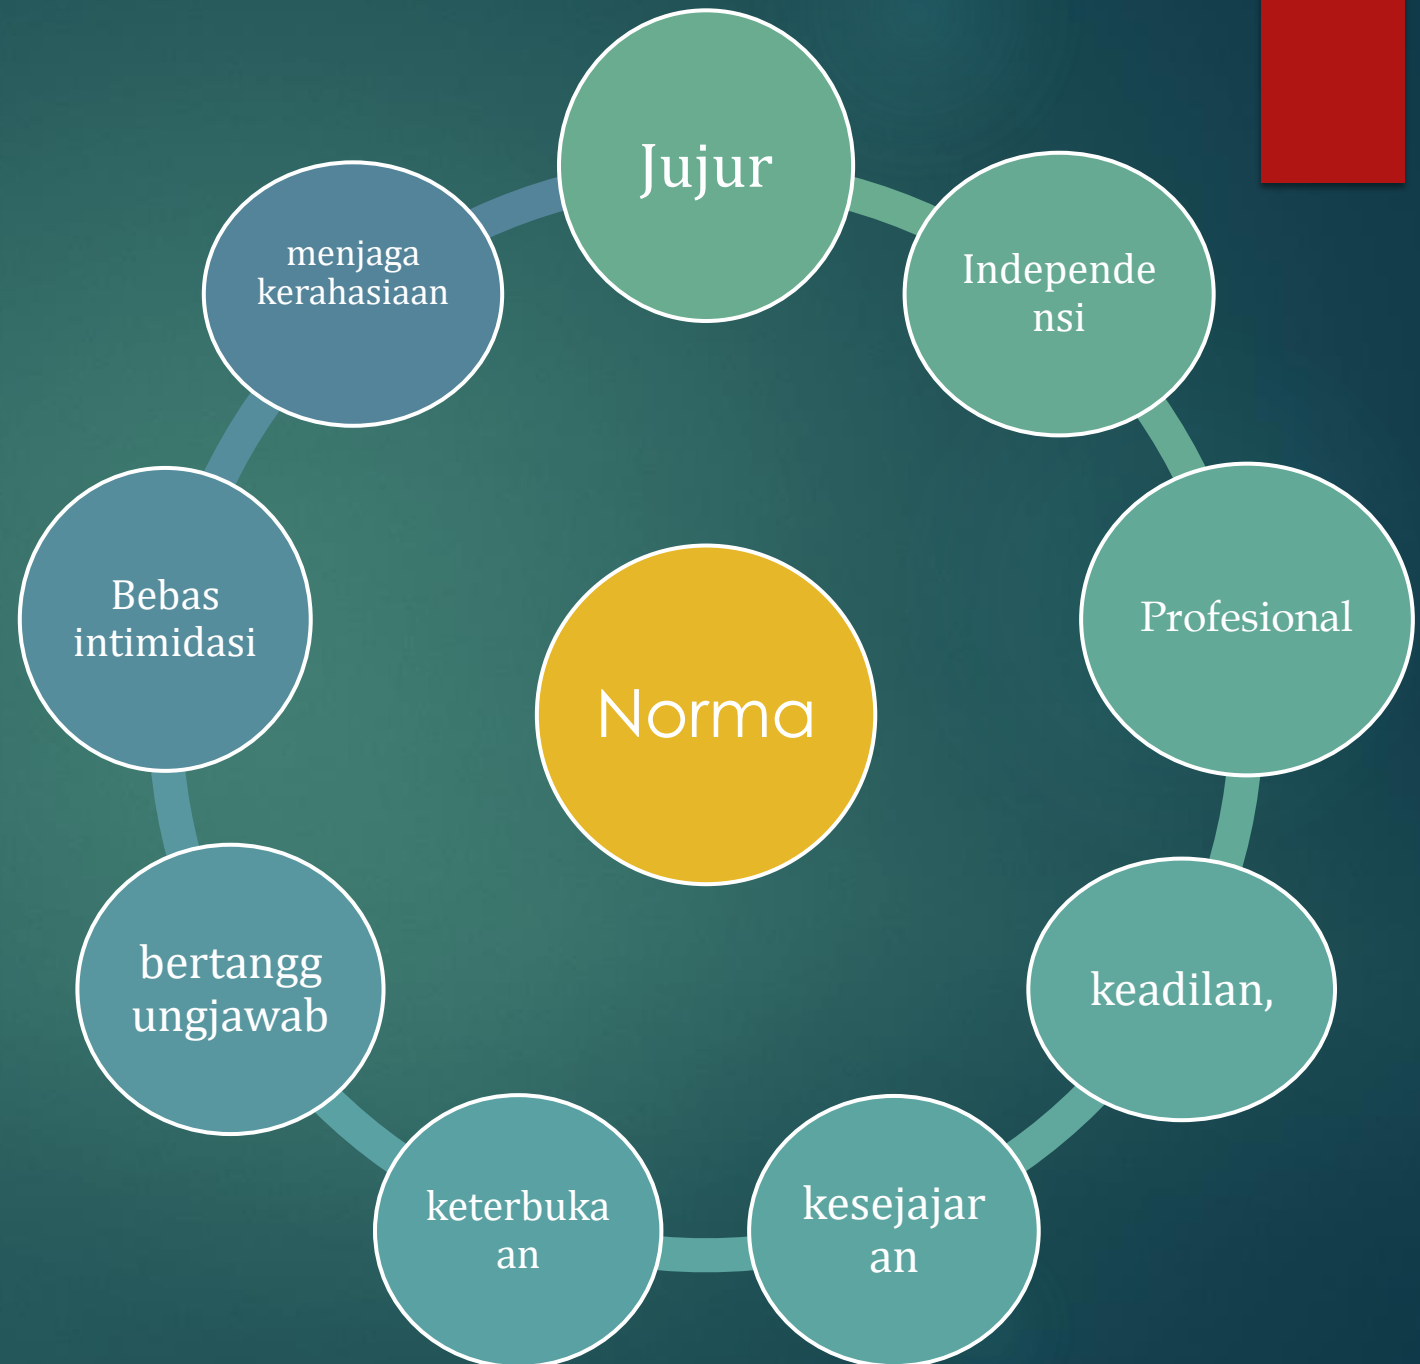 Jujur
Independe
nsi
Profesional
keadilan,
kesejajar
an
keterbuka
an
bertangg
ungjawab
Bebas
intimidasi
menjaga
kerahasiaan
Norma